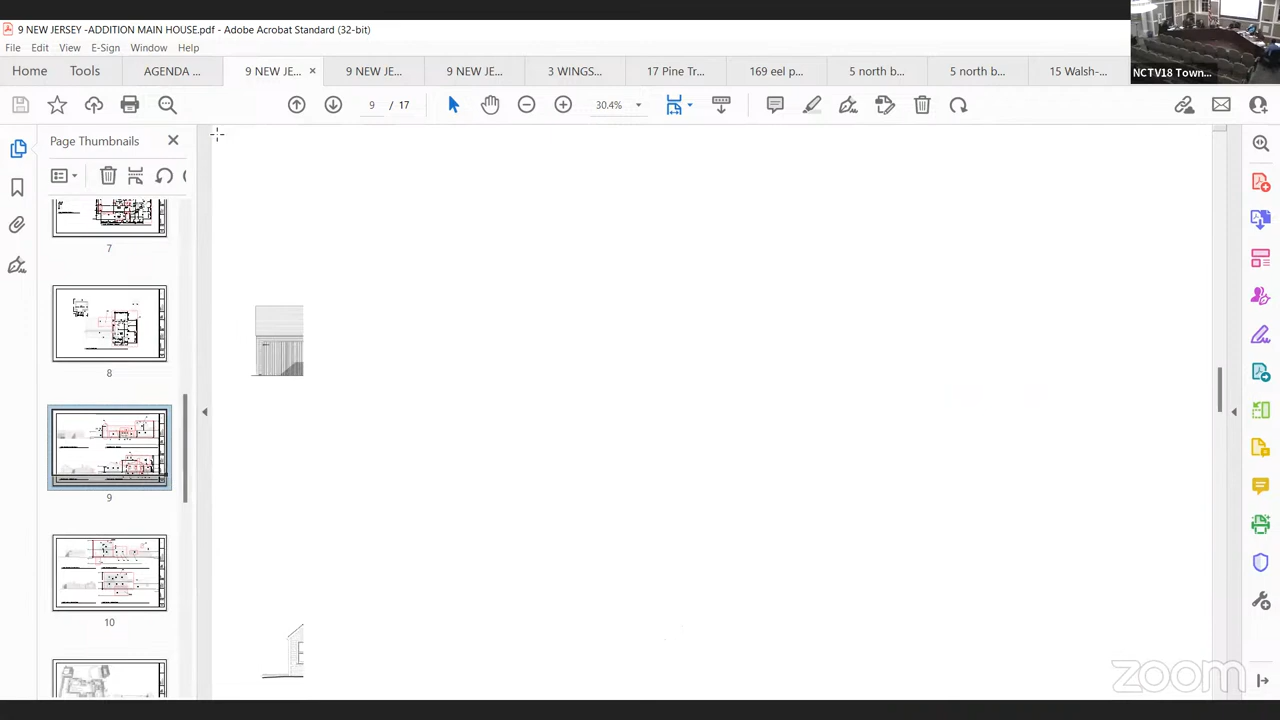 9 NEW JERSEY -ADDITION MAIN HOUSE.pdf - Adobe Acrobat Standard (32-bit)
File Edit View E-Sign Window Help
NCTV18 Town...
Home Tools AGENDA ... 9 NEW JE... × 9 NEW JE... 9 NEW JE... 3 WINGS... 17 Pine Tr... 169 eel p... 5 north b... 5 north b... 15 Walsh-...
9 / 17 30.4%
Page Thumbnails
7
8
9
10
zoom